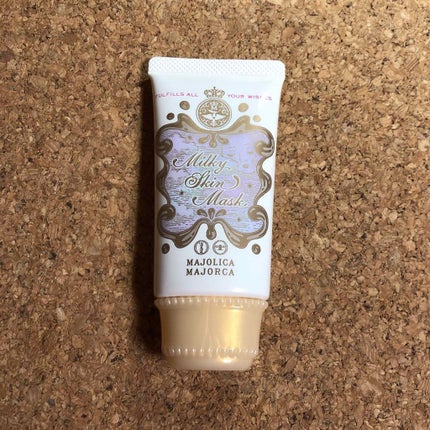 FULFILLS ALL YOUR WISHES
Milky
Skin
Mask
MAJOLICA
MAJORCA